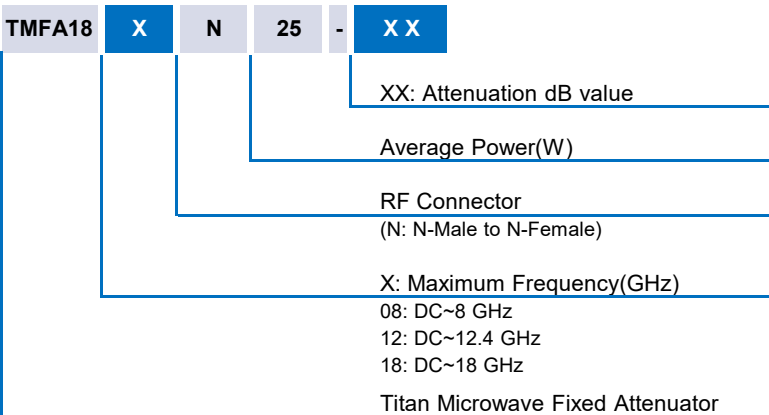 TMFA18 X N 25 - X X
XX: Attenuation dB value
Average Power(W)
RF Connector
(N: N-Male to N-Female)
X: Maximum Frequency(GHz)
08: DC~8 GHz
12: DC~12.4 GHz
18: DC~18 GHz
Titan Microwave Fixed Attenuator